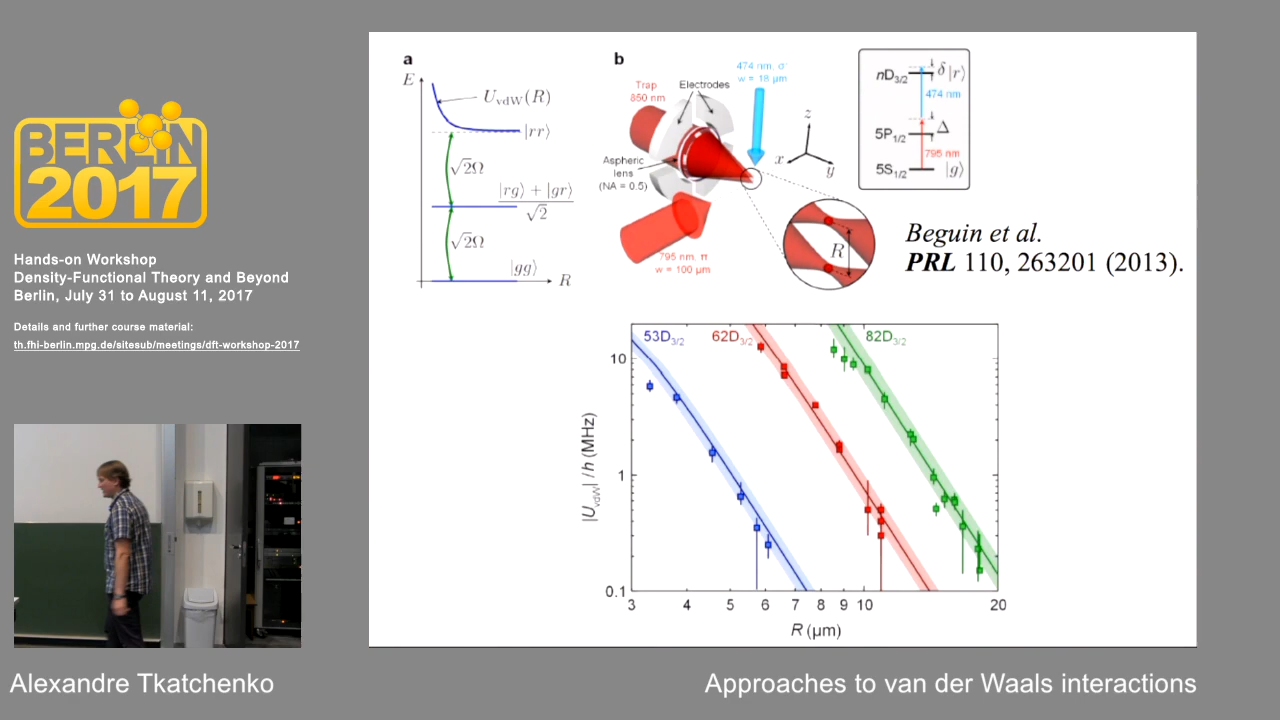 BERLIN
2017
Hands-on Workshop
Density-Functional Theory and Beyond
Berlin, July 31 to August 11, 2017
Details and further course material:
th.fhi-berlin.mpg.de/sitesub/meetings/dft-workshop-2017
a
E
U_vdW(R)
|rr⟩
√2Ω
|rg⟩ + |gr⟩
√2
√2Ω
|gg⟩
R
b
474 nm, σ⁻
w = 18 µm
Trap
850 nm
Electrodes
Aspheric
lens
(NA = 0.5)
z
x
y
795 nm, π
w = 100 µm
R
nD3/2
δ |r⟩
474 nm
5P1/2
Δ
795 nm
5S1/2
|g⟩
Beguin et al.
PRL 110, 263201 (2013).
53D3/2
62D3/2
82D3/2
|U_vdW| / h (MHz)
10
1
0.1
3 4 5 6 7 8 9 10 20
R (µm)
Alexandre Tkatchenko
Approaches to van der Waals interactions